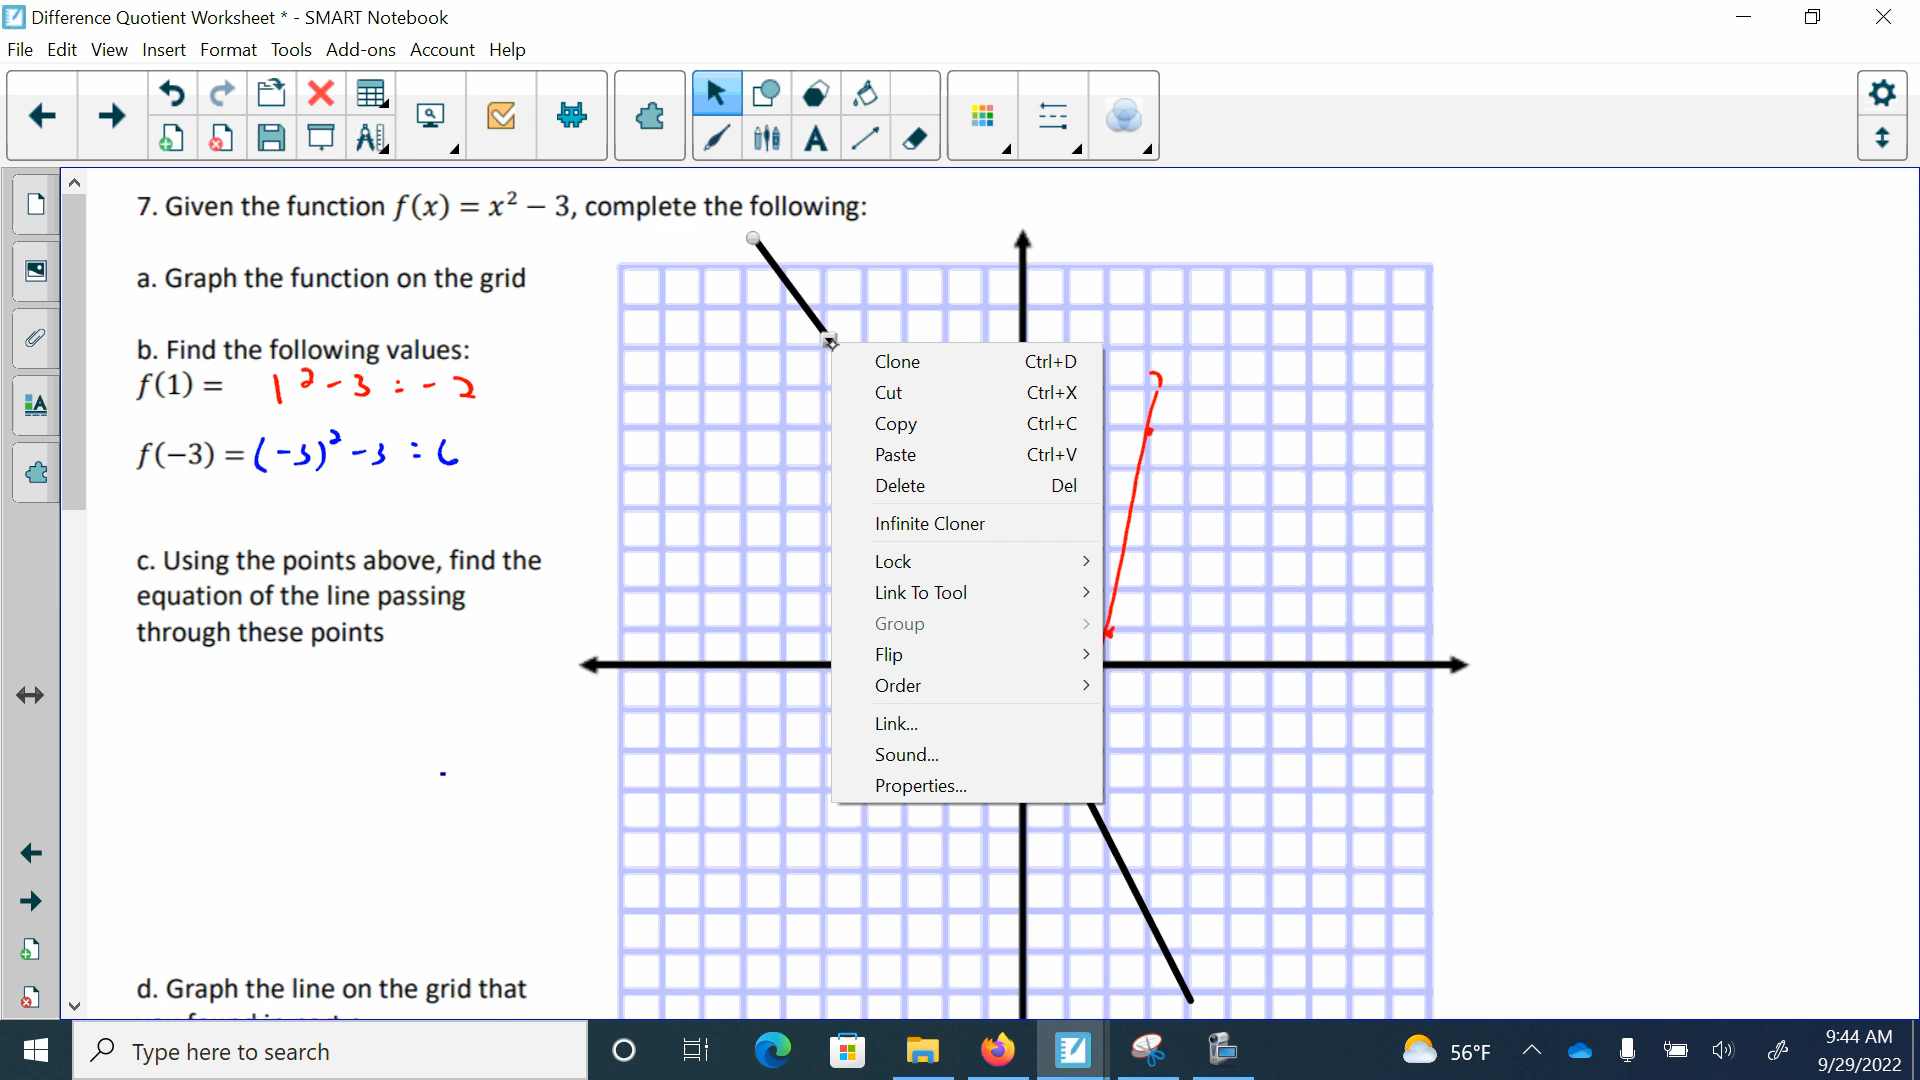 Difference Quotient Worksheet * - SMART Notebook
File Edit View Insert Format Tools Add-ons Account Help
7. Given the function f(x) = x² − 3, complete the following:
a. Graph the function on the grid
b. Find the following values:
f(1) = 1² - 3 = - 2
f(−3) = (-3)² - 3 = 6
c. Using the points above, find the
equation of the line passing
through these points
d. Graph the line on the grid that
Clone Ctrl+D
Cut Ctrl+X
Copy Ctrl+C
Paste Ctrl+V
Delete Del
Infinite Cloner
Lock
Link To Tool
Group
Flip
Order
Link...
Sound...
Properties...
Type here to search
56°F
9:44 AM
9/29/2022